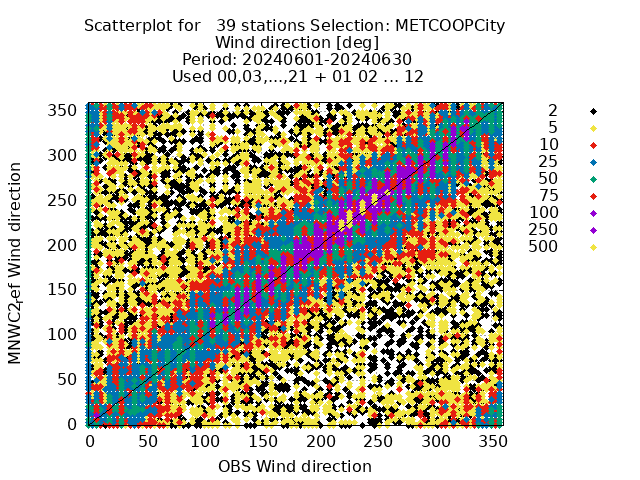 Scatterplot for   39 stations Selection: METCOOPCity
Wind direction [deg]
Period: 20240601-20240630
Used 00,03,...,21 + 01 02 ... 12
350
300
250
200
150
100
50
0
MNWC2ref Wind direction
0 50 100 150 200 250 300 350
OBS Wind direction
2
5
10
25
50
75
100
250
500